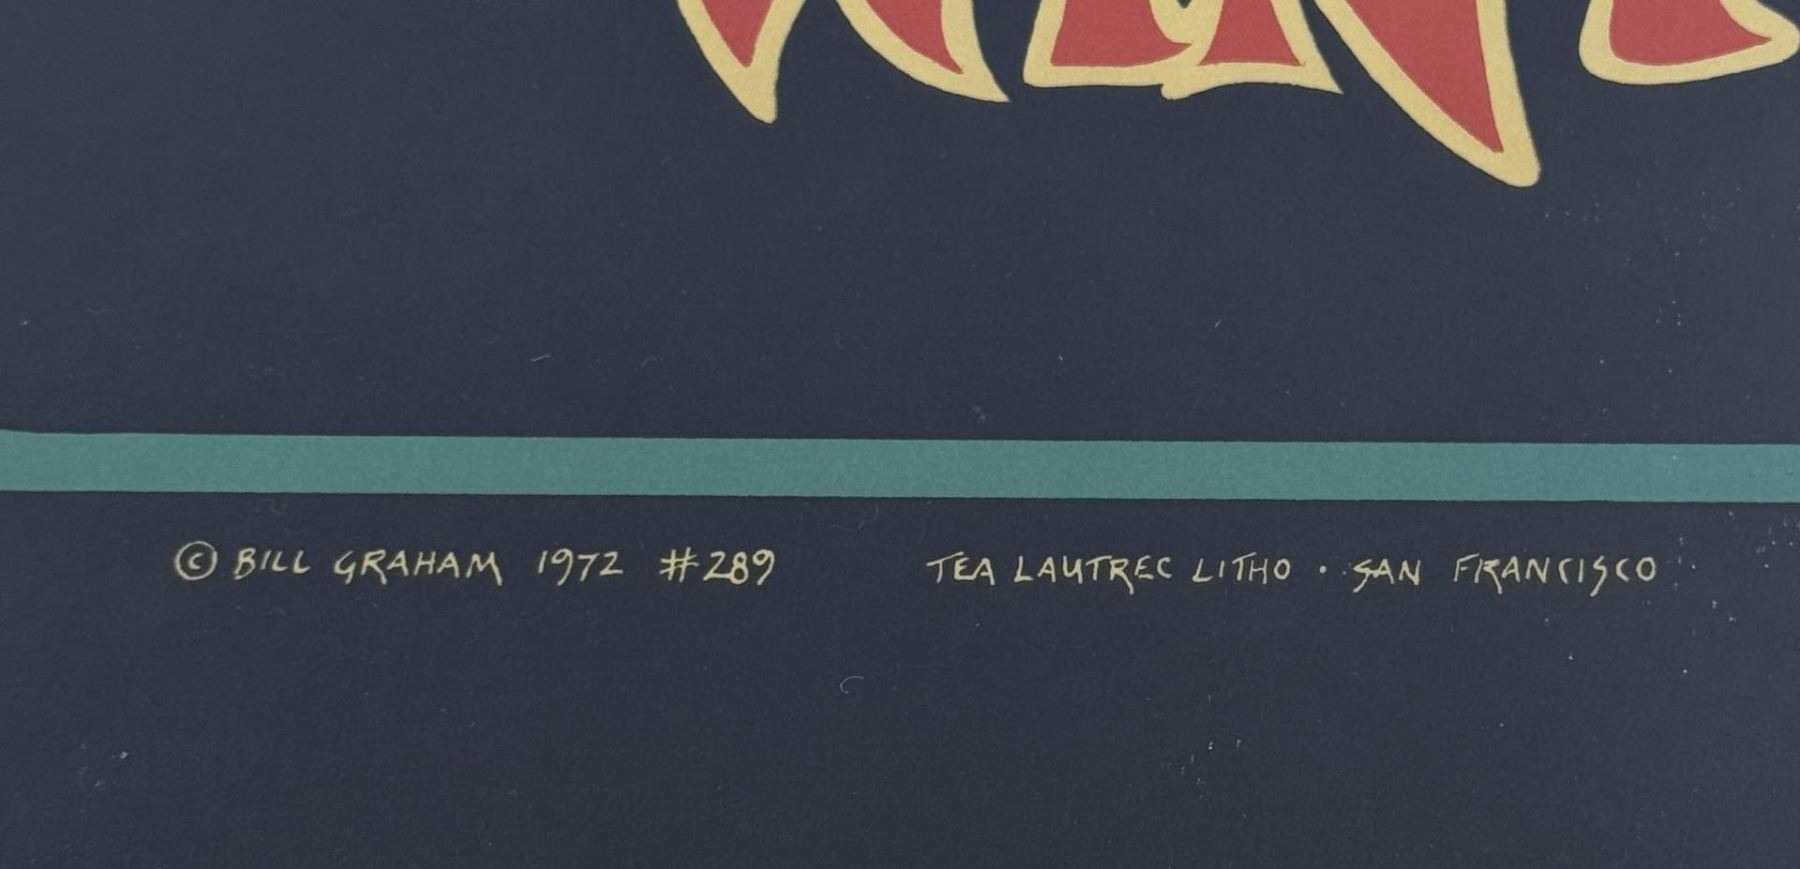 © BILL GRAHAM 1972 #289 TEA LAUTREC LITHO · SAN FRANCISCO